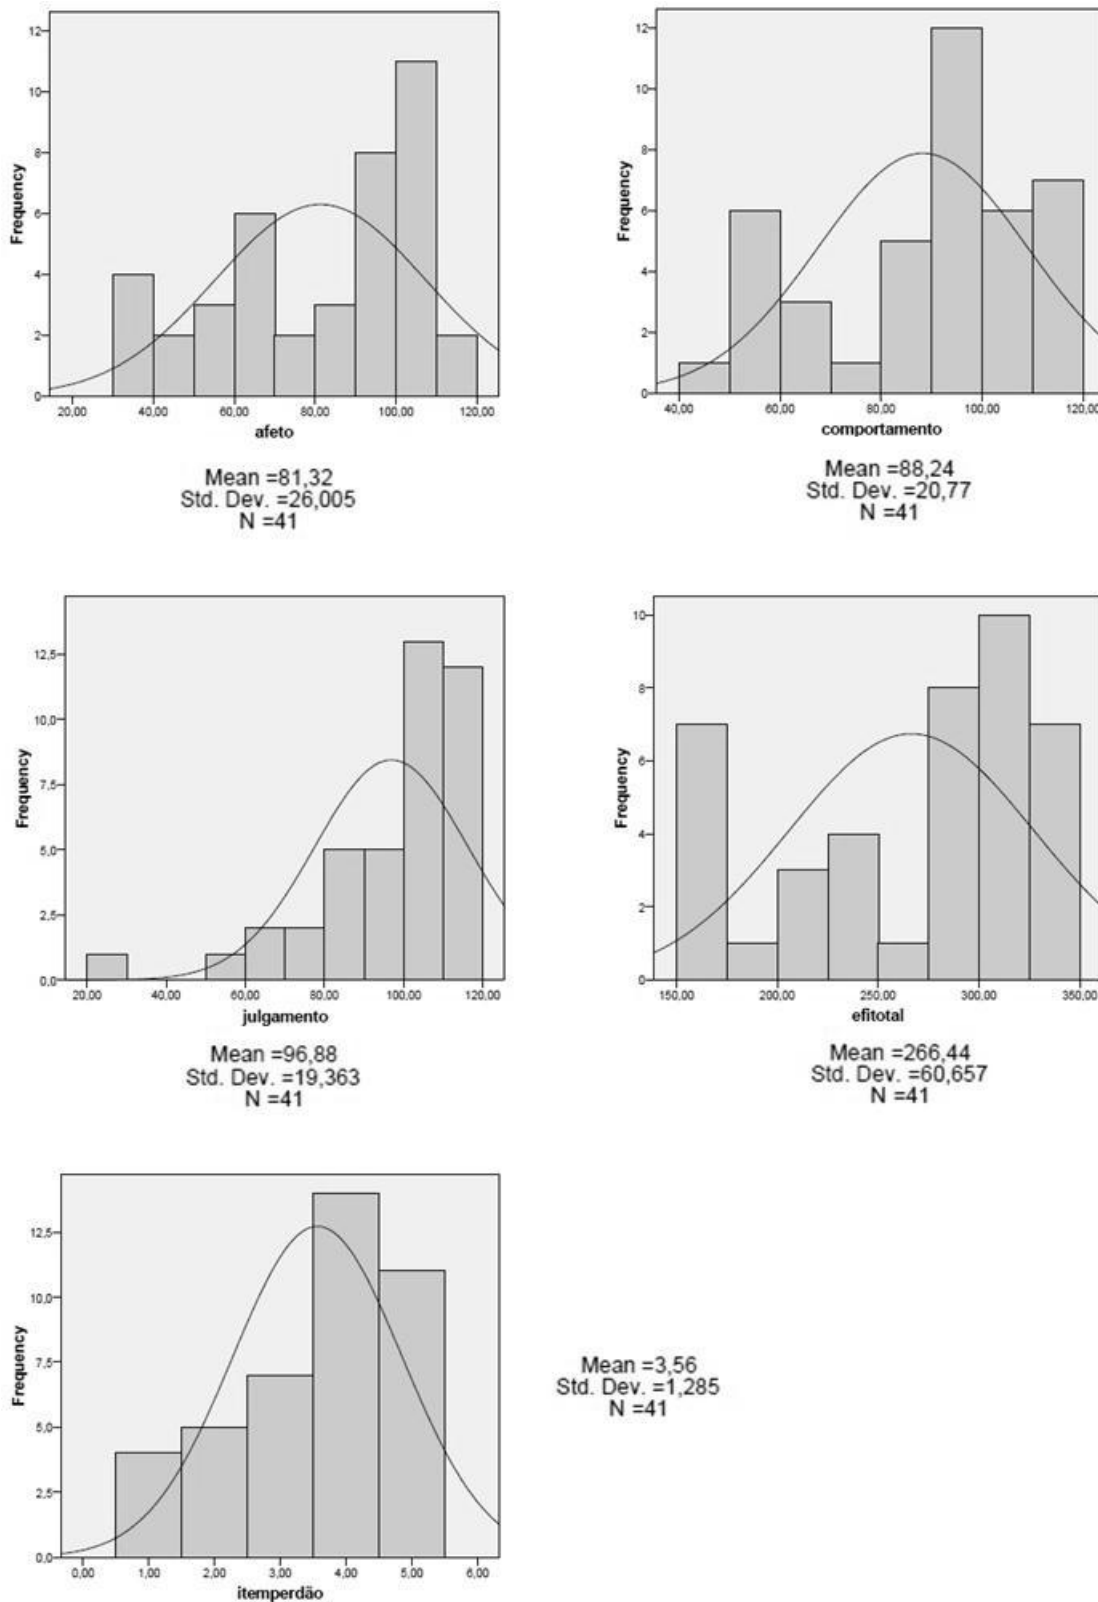 Frequency
12
10
8
6
4
2
0
20,00 40,00 60,00 80,00 100,00 120,00
afeto
Mean =81,32
Std. Dev. =26,005
N =41
Frequency
12
10
8
6
4
2
0
40,00 60,00 80,00 100,00 120,00
comportamento
Mean =88,24
Std. Dev. =20,77
N =41
Frequency
12,5
10,0
7,5
5,0
2,5
0,0
20,00 40,00 60,00 80,00 100,00 120,00
julgamento
Mean =96,88
Std. Dev. =19,363
N =41
Frequency
10
8
6
4
2
0
150,00 200,00 250,00 300,00 350,00
efitotal
Mean =266,44
Std. Dev. =60,657
N =41
Frequency
12,5
10,0
7,5
5,0
2,5
0,0
0,00 1,00 2,00 3,00 4,00 5,00 6,00
itemperdão
Mean =3,56
Std. Dev. =1,285
N =41